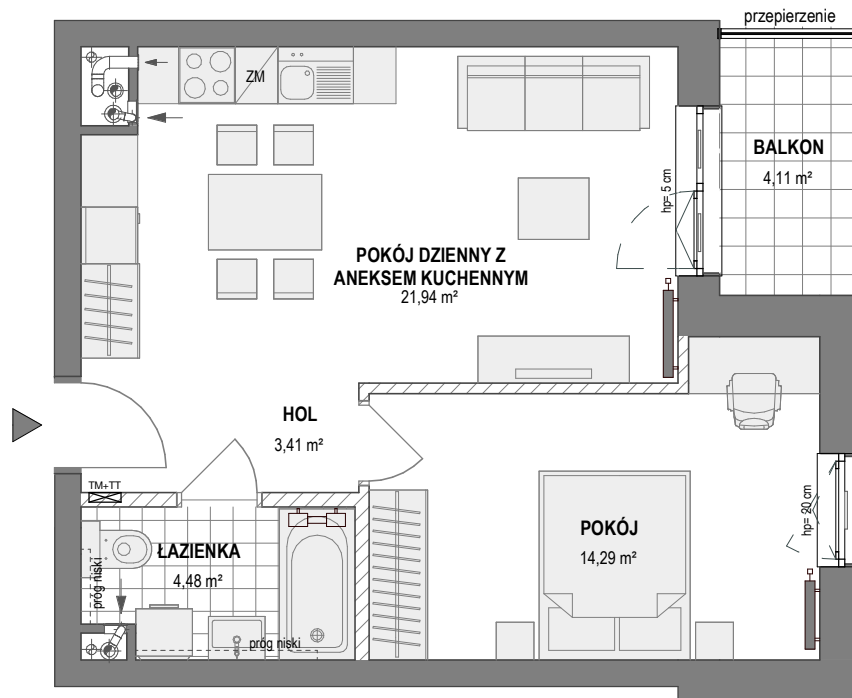 przepierzenie
ZM
BALKON
4,11 m²
hp= 5 cm
POKÓJ DZIENNY Z
ANEKSEM KUCHENNYM
21,94 m²
HOL
3,41 m²
TM+TT
hp= 20 cm
POKÓJ
14,29 m²
ŁAZIENKA
4,48 m²
próg niski
próg niski